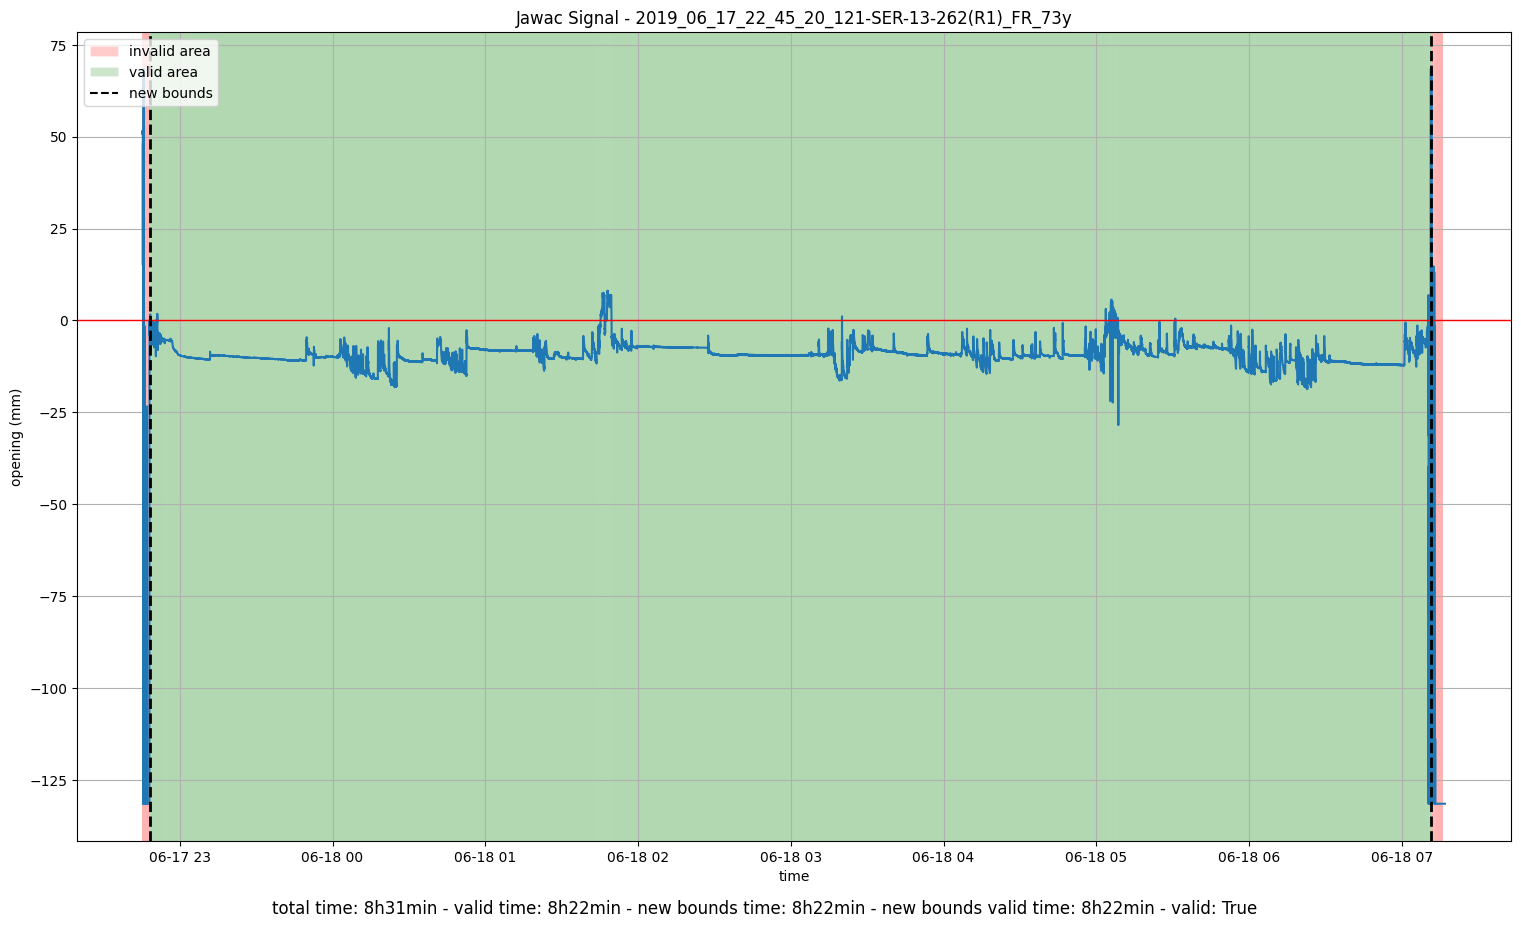 Jawac Signal - 2019_06_17_22_45_20_121-SER-13-262(R1)_FR_73y
invalid area
valid area
new bounds
75
50
25
0
−25
−50
−75
−100
−125
opening (mm)
06-17 23
06-18 00
06-18 01
06-18 02
06-18 03
06-18 04
06-18 05
06-18 06
06-18 07
time
total time: 8h31min - valid time: 8h22min - new bounds time: 8h22min - new bounds valid time: 8h22min - valid: True